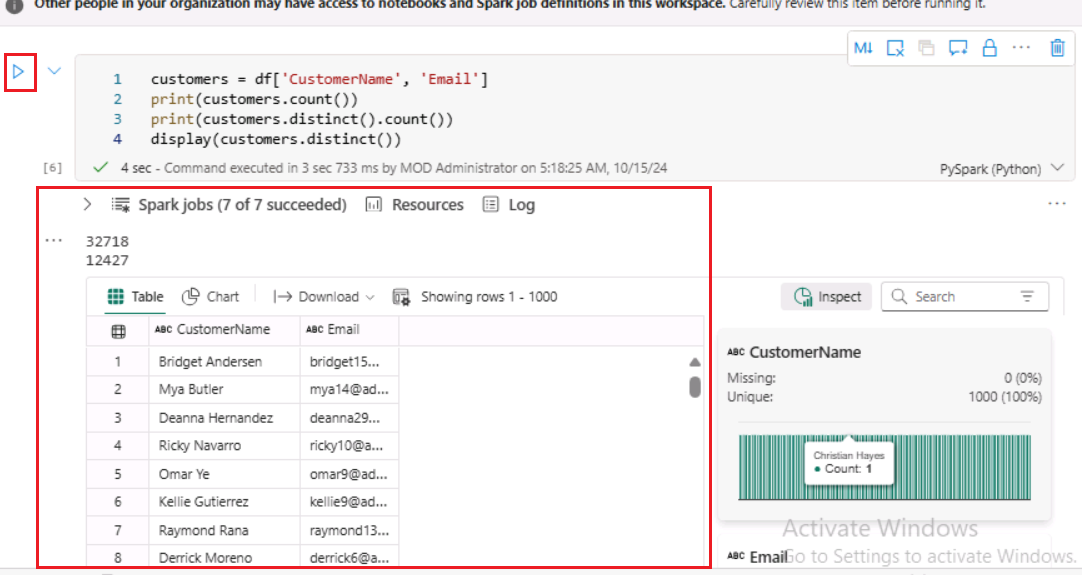 Other people in your organization may have access to notebooks and Spark job definitions in this workspace. Carefully review this item before running it.
M↓
1 customers = df['CustomerName', 'Email']
2 print(customers.count())
3 print(customers.distinct().count())
4 display(customers.distinct())
[6] 4 sec - Command executed in 3 sec 733 ms by MOD Administrator on 5:18:25 AM, 10/15/24 PySpark (Python)
Spark jobs (7 of 7 succeeded) Resources Log
32718
12427
Table Chart Download Showing rows 1 - 1000 Inspect Search
ABC CustomerName ABC Email
1 Bridget Andersen bridget15...
2 Mya Butler mya14@ad...
3 Deanna Hernandez deanna29...
4 Ricky Navarro ricky10@a...
5 Omar Ye omar9@ad...
6 Kellie Gutierrez kellie9@ad...
7 Raymond Rana raymond13...
8 Derrick Moreno derrick6@a...
ABC CustomerName
Missing: 0 (0%)
Unique: 1000 (100%)
Christian Hayes
Count: 1
Activate Windows
ABC Email
Go to Settings to activate Windows.